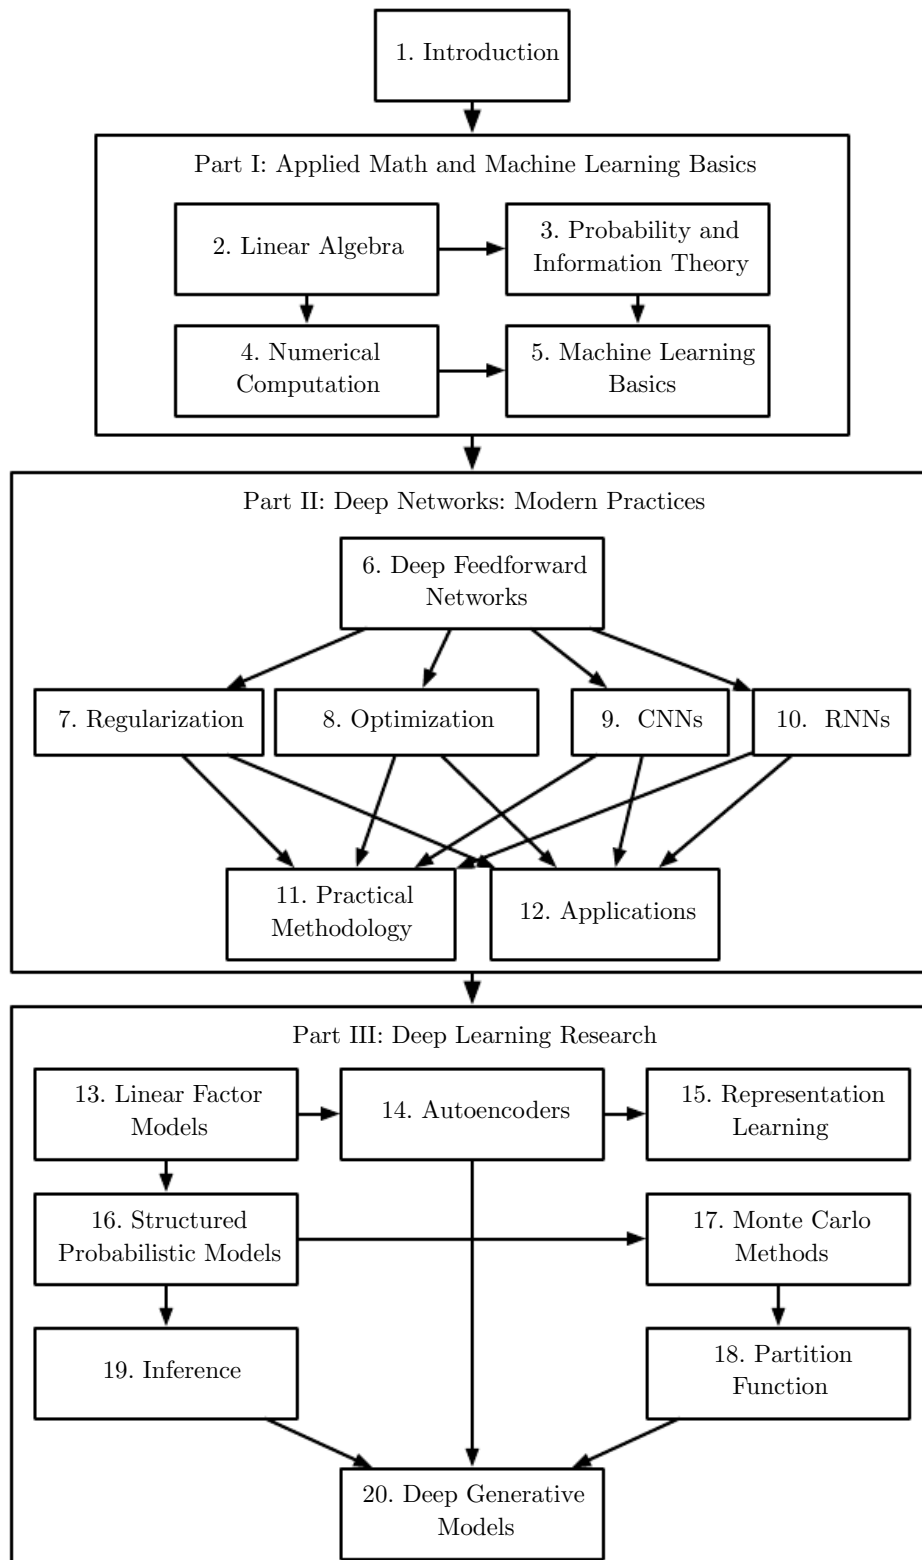 1. Introduction
Part I: Applied Math and Machine Learning Basics
2. Linear Algebra
3. Probability and
Information Theory
4. Numerical
Computation
5. Machine Learning
Basics
Part II: Deep Networks: Modern Practices
6. Deep Feedforward
Networks
7. Regularization
8. Optimization
9. CNNs
10. RNNs
11. Practical
Methodology
12. Applications
Part III: Deep Learning Research
13. Linear Factor
Models
14. Autoencoders
15. Representation
Learning
16. Structured
Probabilistic Models
17. Monte Carlo
Methods
19. Inference
18. Partition
Function
20. Deep Generative
Models